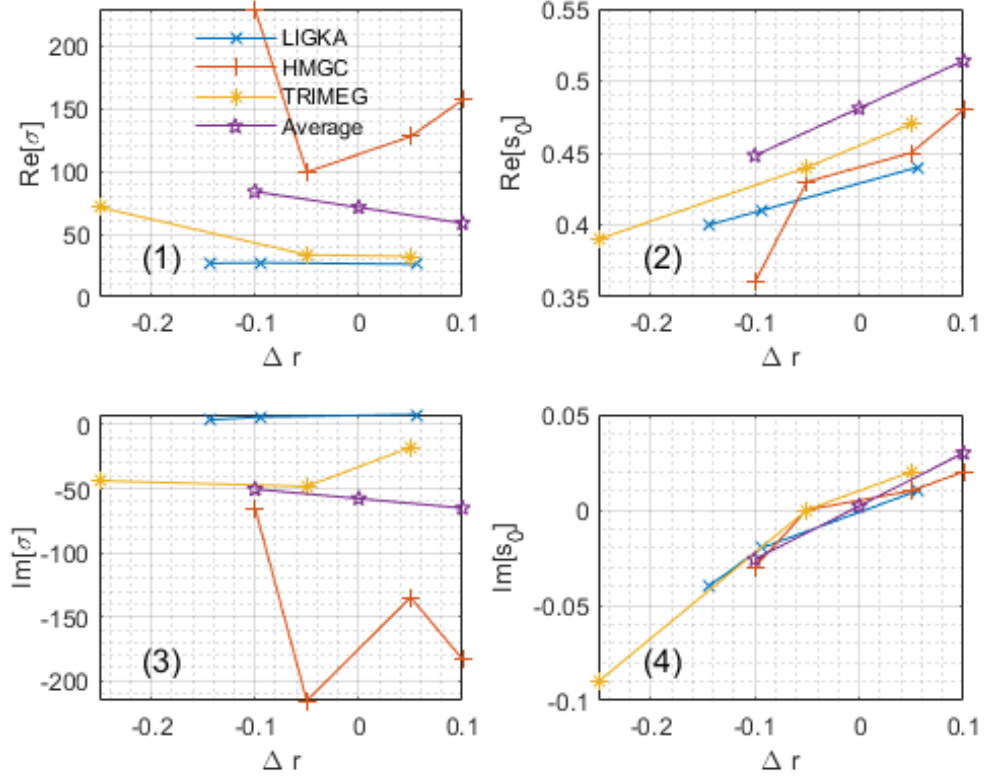 200
150
100
50
0
Re[σ]
LIGKA
HMGC
TRIMEG
Average
(1)
-0.2 -0.1 0 0.1
Δ r
0.55
0.5
0.45
0.4
0.35
Re[s0]
(2)
-0.2 -0.1 0 0.1
Δ r
0
-50
-100
-150
-200
Im[σ]
(3)
-0.2 -0.1 0 0.1
Δ r
0.05
0
-0.05
-0.1
Im[s0]
(4)
-0.2 -0.1 0 0.1
Δ r